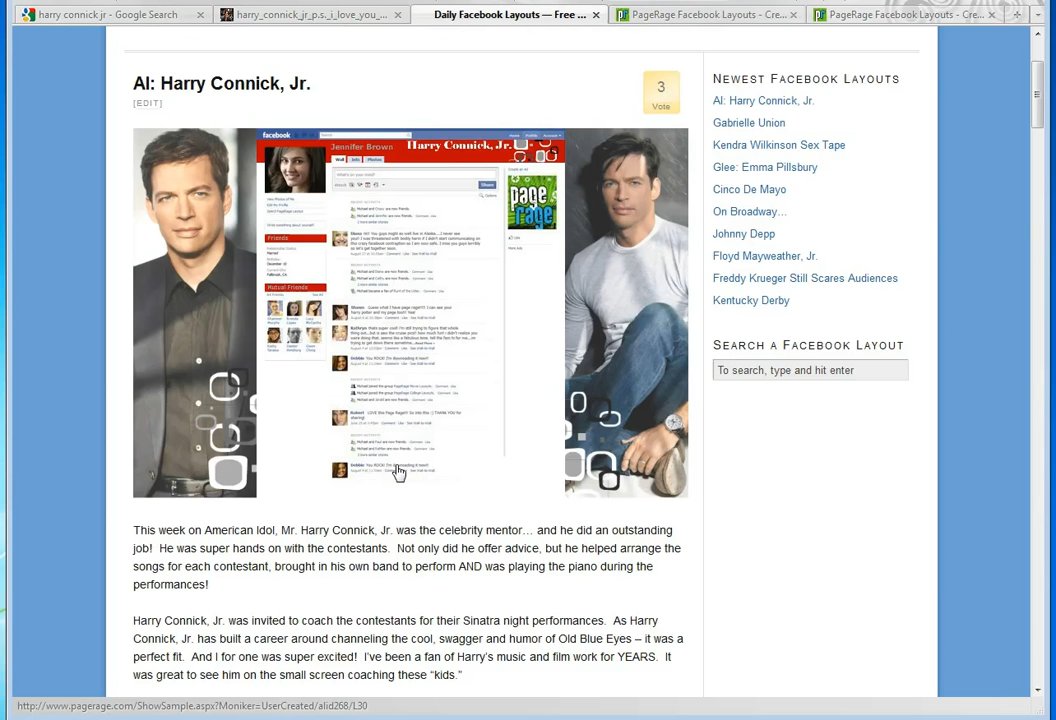 harry connick jr - Google Search
harry_connick_jr_p.s._i_love_you_...
Daily Facebook Layouts — Free ...
PageRage Facebook Layouts - Cre...
PageRage Facebook Layouts - Cre...
AI: Harry Connick, Jr.
[EDIT]
3
Vote
facebook
Jennifer Brown
Harry Connick, Jr.
Wall Info Photos
Share
page rage
Friends
Mutual Friends
This week on American Idol, Mr. Harry Connick, Jr. was the celebrity mentor… and he did an outstanding
job! He was super hands on with the contestants. Not only did he offer advice, but he helped arrange the
songs for each contestant, brought in his own band to perform AND was playing the piano during the
performances!
Harry Connick, Jr. was invited to coach the contestants for their Sinatra night performances. As Harry
Connick, Jr. has built a career around channeling the cool, swagger and humor of Old Blue Eyes – it was a
perfect fit. And I for one was super excited! I've been a fan of Harry's music and film work for YEARS. It
was great to see him on the small screen coaching these “kids.”
NEWEST FACEBOOK LAYOUTS
AI: Harry Connick, Jr.
Gabrielle Union
Kendra Wilkinson Sex Tape
Glee: Emma Pillsbury
Cinco De Mayo
On Broadway…
Johnny Depp
Floyd Mayweather, Jr.
Freddy Krueger Still Scares Audiences
Kentucky Derby
SEARCH A FACEBOOK LAYOUT
To search, type and hit enter
http://www.pagerage.com/ShowSample.aspx?Moniker=UserCreated/alid268/L30